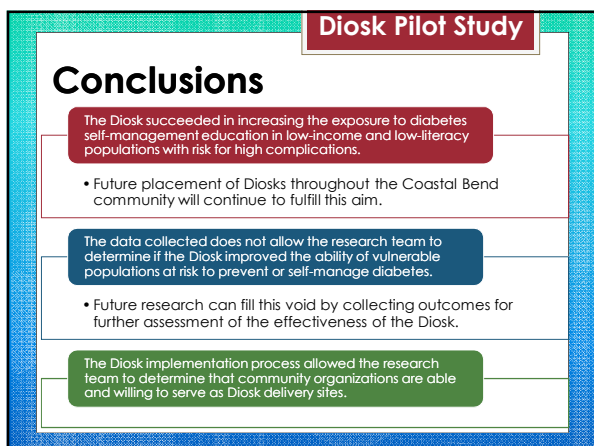 Diosk Pilot Study
Conclusions
The Diosk succeeded in increasing the exposure to diabetes
self-management education in low-income and low-literacy
populations with risk for high complications.
• Future placement of Diosks throughout the Coastal Bend
community will continue to fulfill this aim.
The data collected does not allow the research team to
determine if the Diosk improved the ability of vulnerable
populations at risk to prevent or self-manage diabetes.
• Future research can fill this void by collecting outcomes for
further assessment of the effectiveness of the Diosk.
The Diosk implementation process allowed the research
team to determine that community organizations are able
and willing to serve as Diosk delivery sites.